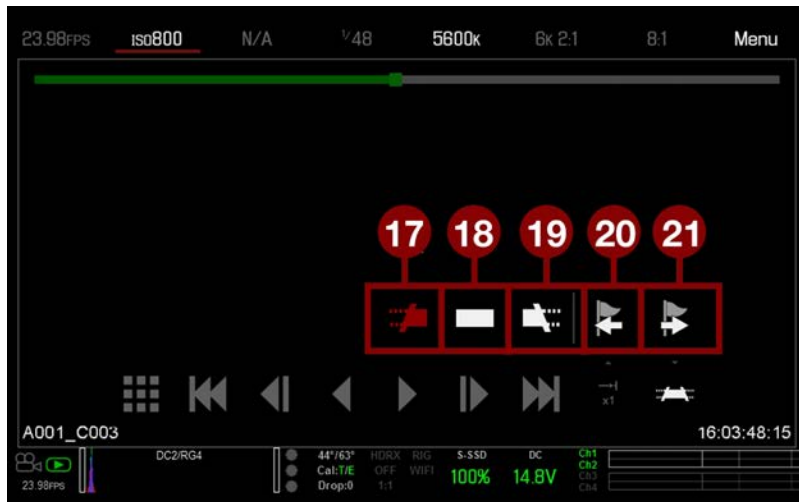 23.98FPS ISO800 N/A 1/48 5600K 6K 2:1 8:1 Menu
17 18 19 20 21
x1
A001_C003 16:03:48:15
DC2/RG4 44°/63° HDRX RIG S-SSD DC Ch1
Cal:T/E OFF WIFI 100% 14.8V Ch2
23.98FPS Drop:0 1:1 Ch3
Ch4